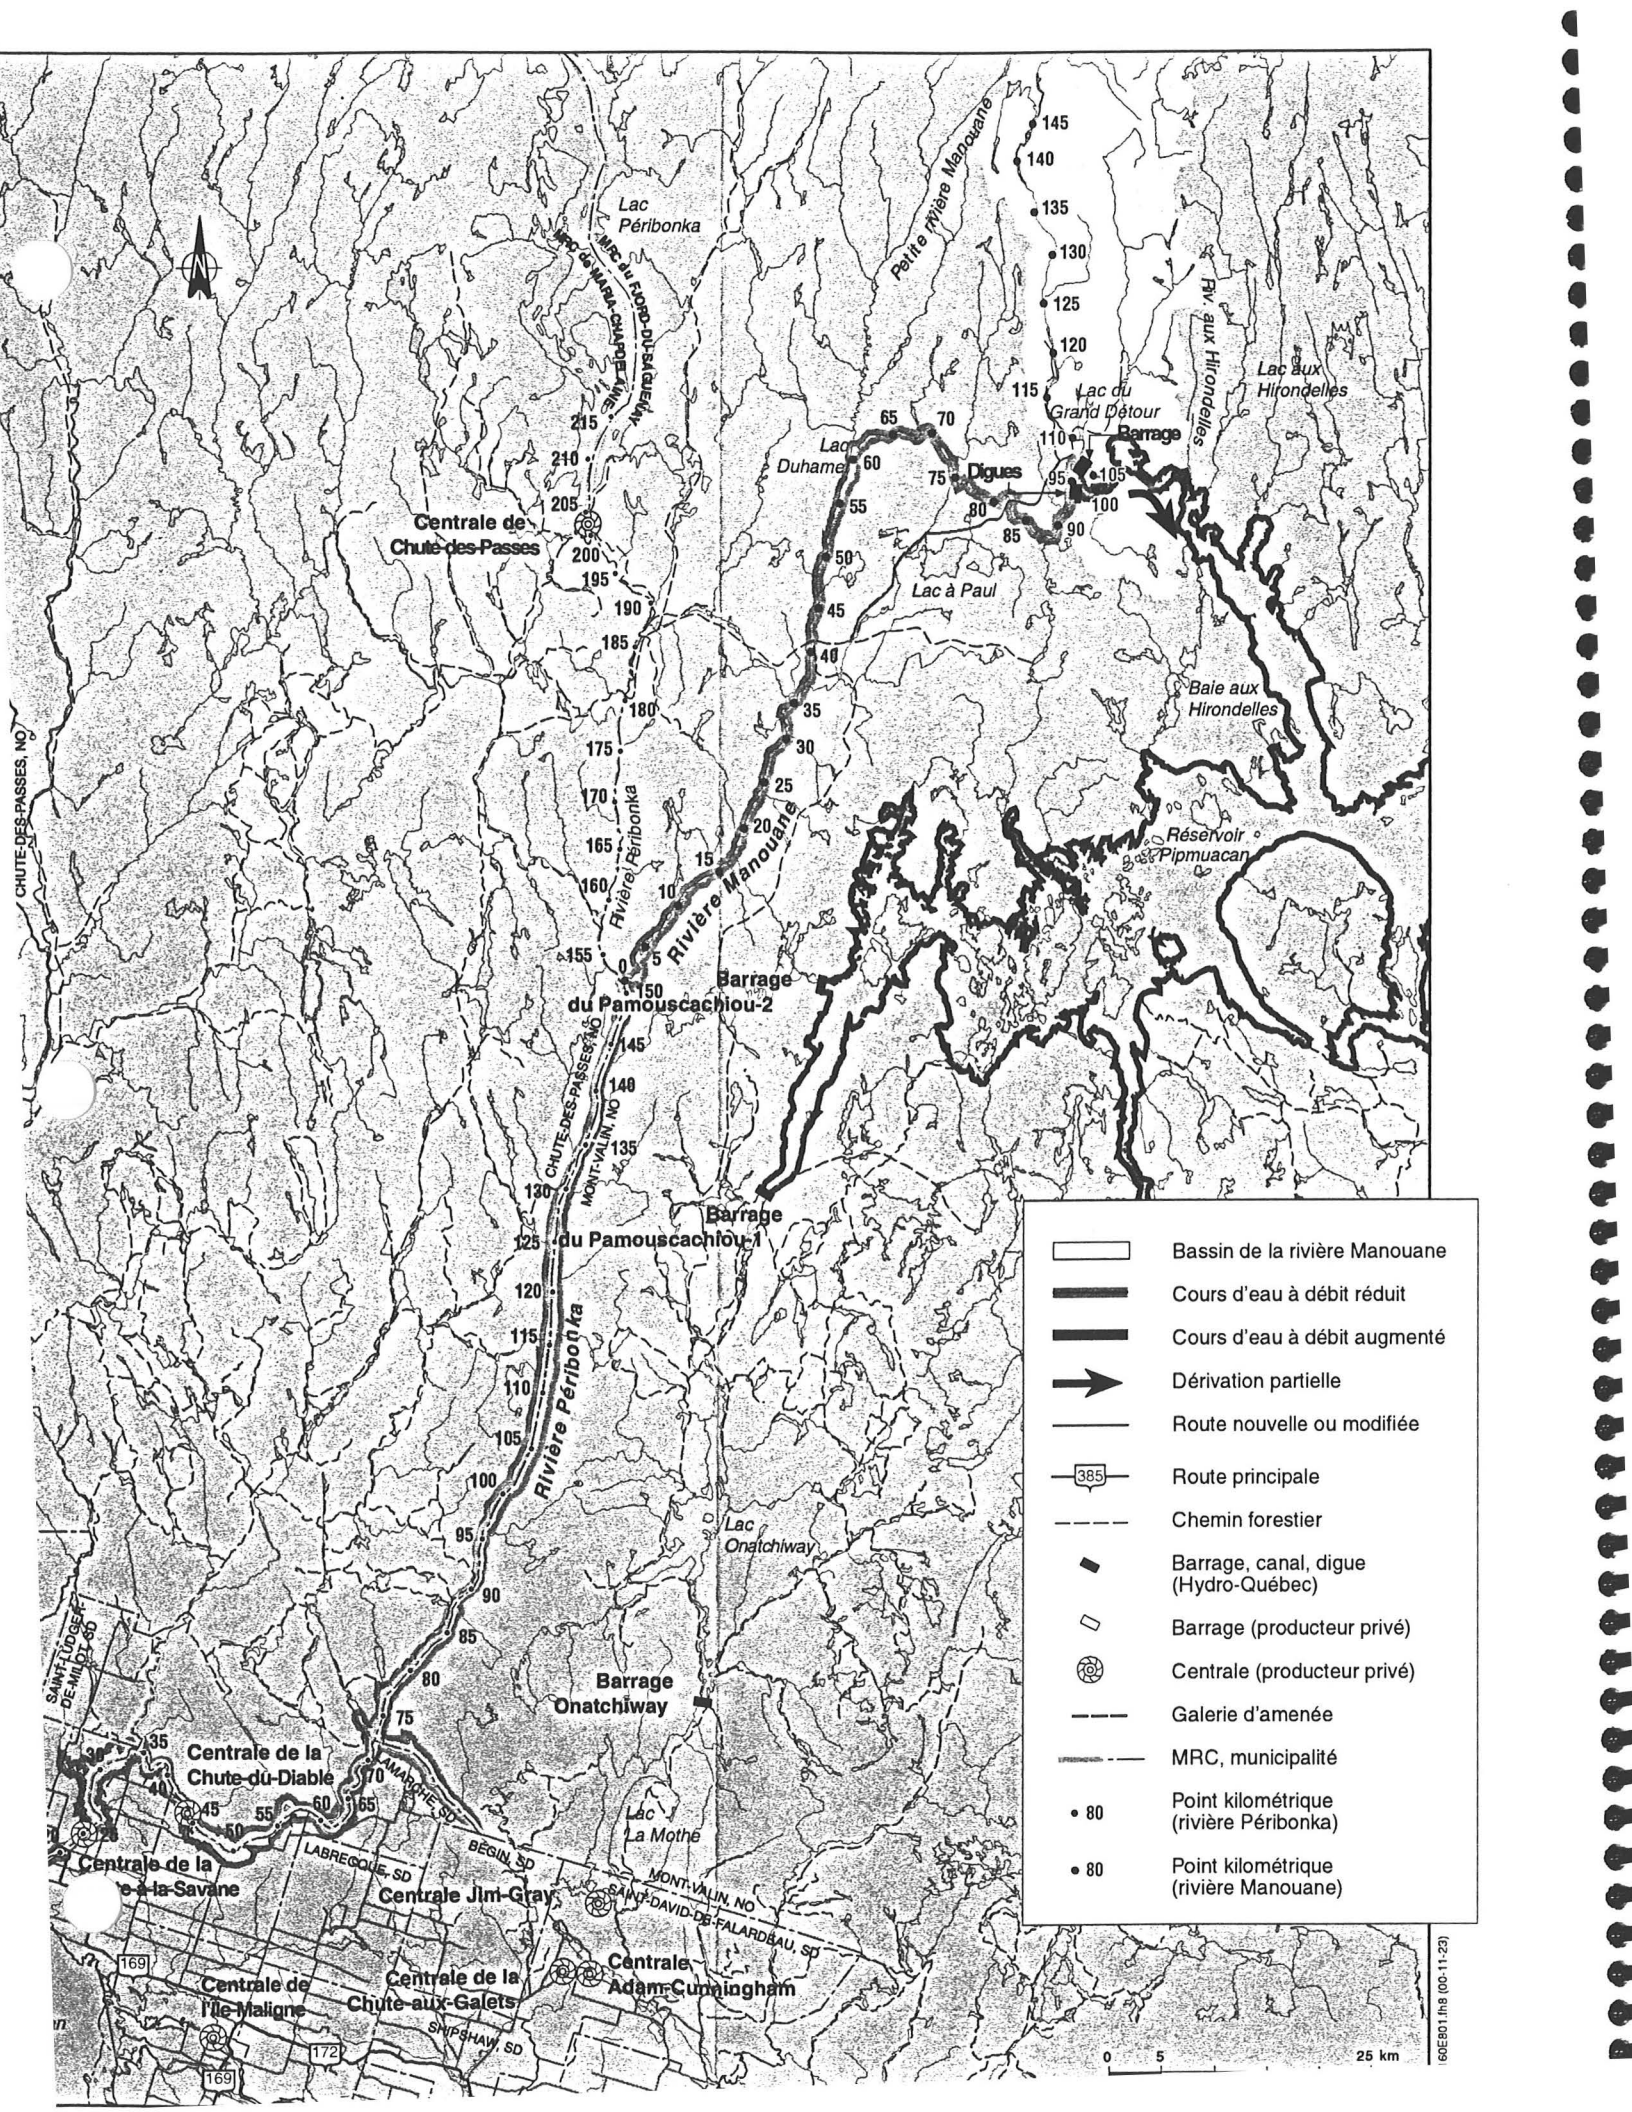 145
140
135
130
125
120
115
110
Petite rivière Manouane
Riv. aux Hirondelles
Lac
Péribonka
MRC de MARIA-CHAPDELAINE
MRC du FJORD-DU-SAGUENAY
Lac aux
Hirondelles
Lac du
Grand Détour
Barrage
215
210
205
200
195
190
185
180
175
170
165
160
155
Centrale de
Chute-des-Passes
Lac
Duhamel
65
70
60
75
Digues
95
105
100
80
85
90
55
50
45
40
35
30
25
20
15
10
5
0
150
Lac à Paul
Baie aux
Hirondelles
Réservoir
Pipmuacan
CHUTE-DES-PASSES, NO
Rivière Péribonka
Rivière Manouane
Barrage
du Pamouscachiou-2
CHUTE-DES-PASSES, NO
MONT-VALIN, NO
145
140
135
130
125
120
115
110
105
100
95
90
85
80
75
70
65
60
55
50
45
40
35
30
Barrage
du Pamouscachiou-1
Rivière Péribonka
Lac
Onatchiway
SAINT-LUDGER-
DE-MILOT, SD
Barrage
Onatchiway
Centrale de la
Chute-du-Diable
LAMARCHE, SD
Lac
La Mothe
LABRECQUE, SD
BÉGIN, SD
MONT-VALIN, NO
SAINT-DAVID-DE-FALARDEAU, SD
Centrale de la
e-à-la-Savane
Centrale Jim-Gray
169
Centrale de
l'Île-Maligne
Centrale de la
Chute-aux-Galets
Centrale
Adam-Cunningham
SHIPSHAW, SD
172
169
Bassin de la rivière Manouane
Cours d'eau à débit réduit
Cours d'eau à débit augmenté
Dérivation partielle
Route nouvelle ou modifiée
385
Route principale
Chemin forestier
Barrage, canal, digue
(Hydro-Québec)
Barrage (producteur privé)
Centrale (producteur privé)
Galerie d'amenée
MRC, municipalité
80
Point kilométrique
(rivière Péribonka)
80
Point kilométrique
(rivière Manouane)
0 5 25 km
160E801.fh8 (00-11-23)